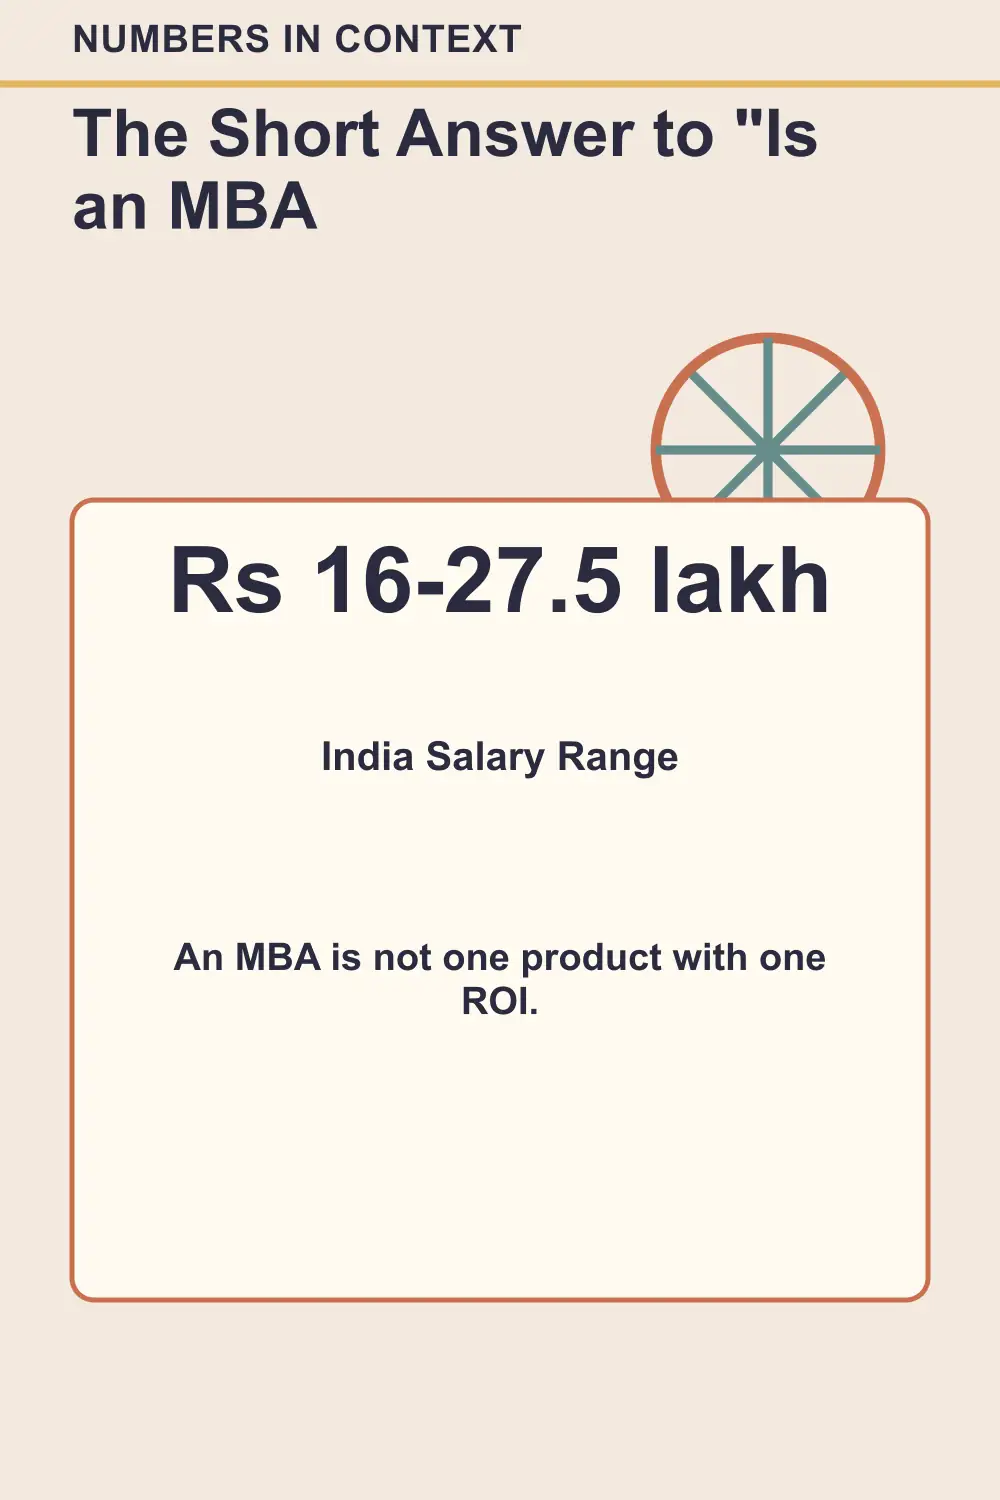 NUMBERS IN CONTEXT
The Short Answer to "Is
an MBA
Rs 16-27.5 lakh
India Salary Range
An MBA is not one product with one
ROI.